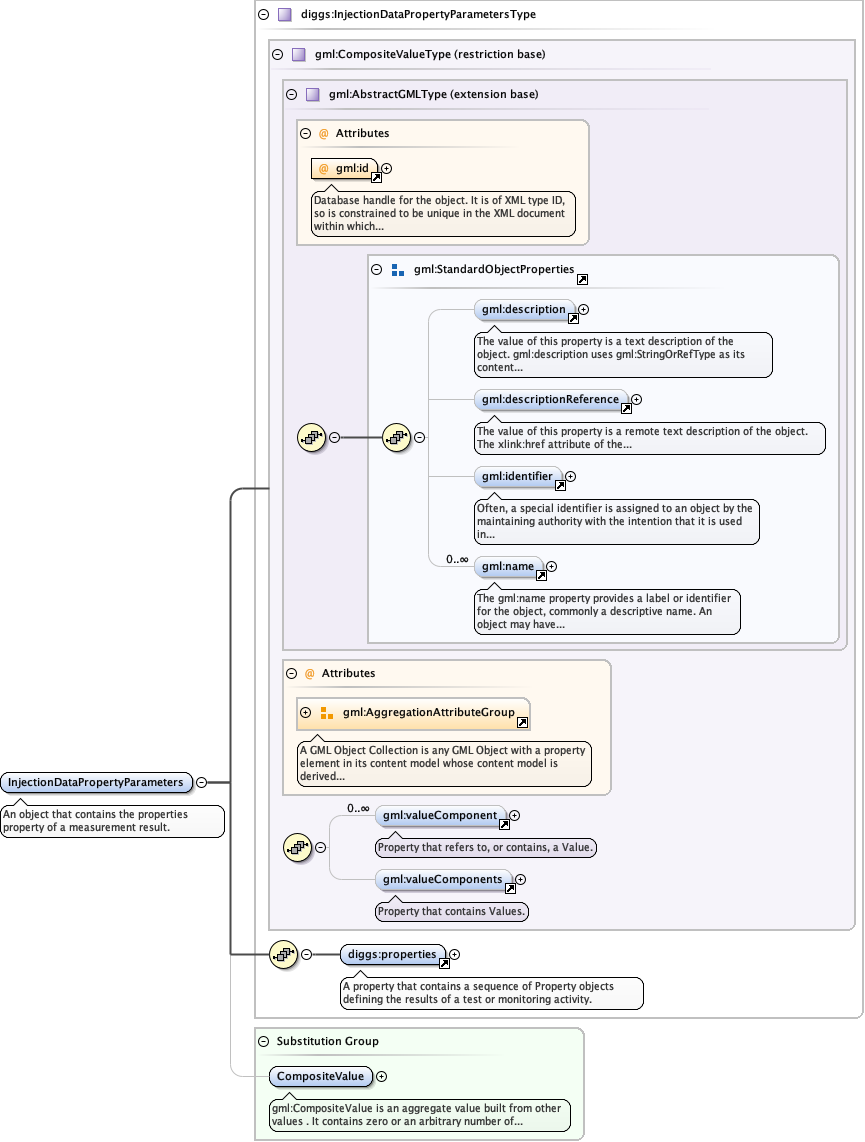 diggs:InjectionDataPropertyParametersType
gml:CompositeValueType (restriction base)
gml:AbstractGMLType (extension base)
@ Attributes
@ gml:id
Database handle for the object. It is of XML type ID,
so is constrained to be unique in the XML document
within which...
gml:StandardObjectProperties
gml:description
The value of this property is a text description of the
object. gml:description uses gml:StringOrRefType as its
content...
gml:descriptionReference
The value of this property is a remote text description of the object.
The xlink:href attribute of the...
gml:identifier
Often, a special identifier is assigned to an object by the
maintaining authority with the intention that it is used
in...
0..∞
gml:name
The gml:name property provides a label or identifier
for the object, commonly a descriptive name. An
object may have...
@ Attributes
gml:AggregationAttributeGroup
A GML Object Collection is any GML Object with a property
element in its content model whose content model is
derived...
InjectionDataPropertyParameters
An object that contains the properties
property of a measurement result.
0..∞
gml:valueComponent
Property that refers to, or contains, a Value.
gml:valueComponents
Property that contains Values.
diggs:properties
A property that contains a sequence of Property objects
defining the results of a test or monitoring activity.
Substitution Group
CompositeValue
gml:CompositeValue is an aggregate value built from other
values . It contains zero or an arbitrary number of...